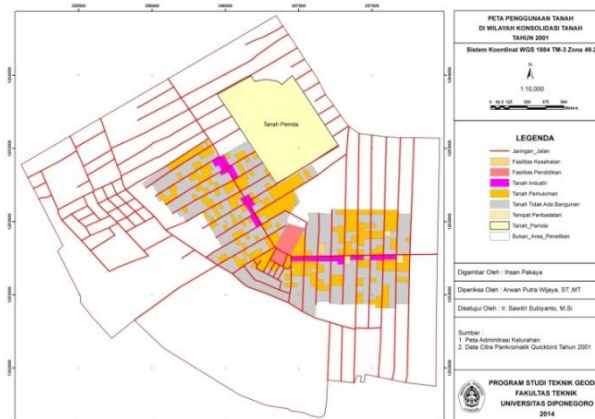 PETA PENGGUNAAN TANAH
DI WILAYAH KONSOLIDASI TANAH
TAHUN 2001
Sistem Koordinat WGS 1984 TM-3 Zona 49.2
N
1:10,000
Tanah Pemda
LEGENDA
Jaringan_Jalan
Fasilitas Kesehatan
Fasilitas Pendidikan
Tanah Industri
Tanah Pemukiman
Tanah Tidak Ada Bangunan
Tempat Peribadatan
Tanah_Pemda
Bukan_Area_Penelitian
Digambar Oleh : Ihsan Pakaya
Diperiksa Oleh : Arwan Putra Wijaya, ST.,MT
Disetujui Oleh : Ir. Sawitri Subiyanto, M.Si
Sumber :
1. Peta Adminitrasi Kelurahan
2. Data Citra Pankromatik Quickbird Tahun 2001
PROGRAM STUDI TEKNIK GEOD
FAKULTAS TEKNIK
UNIVERSITAS DIPONEGORO
2014